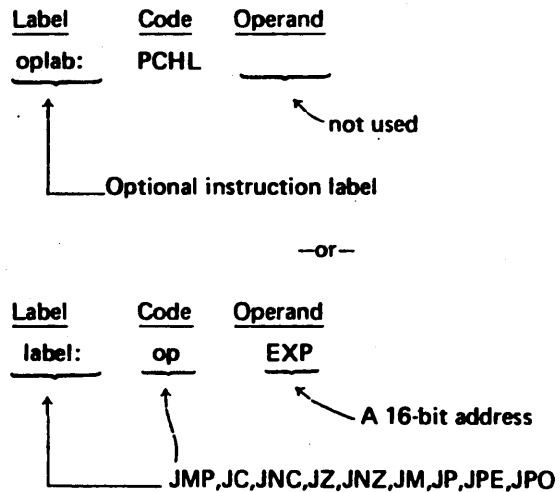 Label Code Operand
oplab: PCHL
not used
Optional instruction label
—or—
Label Code Operand
label: op EXP
A 16-bit address
JMP,JC,JNC,JZ,JNZ,JM,JP,JPE,JPO